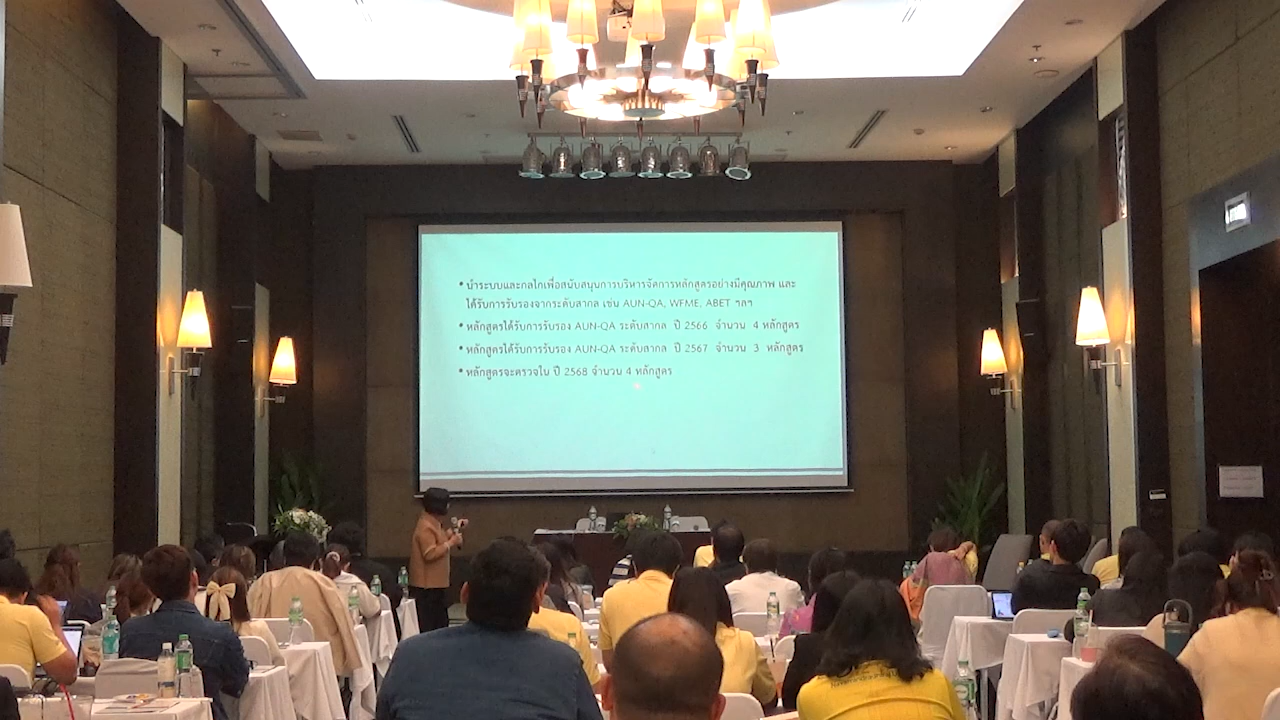 • นำระบบและกลไกเพื่อสนับสนุนการบริหารจัดการหลักสูตรอย่างมีคุณภาพ และ
ได้รับการรับรองจากระดับสากล เช่น AUN-QA, WFME, ABET ฯลฯ
• หลักสูตรได้รับการรับรอง AUN-QA ระดับสากล ปี 2566 จำนวน 4 หลักสูตร
• หลักสูตรได้รับการรับรอง AUN-QA ระดับสากล ปี 2567 จำนวน 3 หลักสูตร
• หลักสูตรจะตรวจใน ปี 2568 จำนวน 4 หลักสูตร